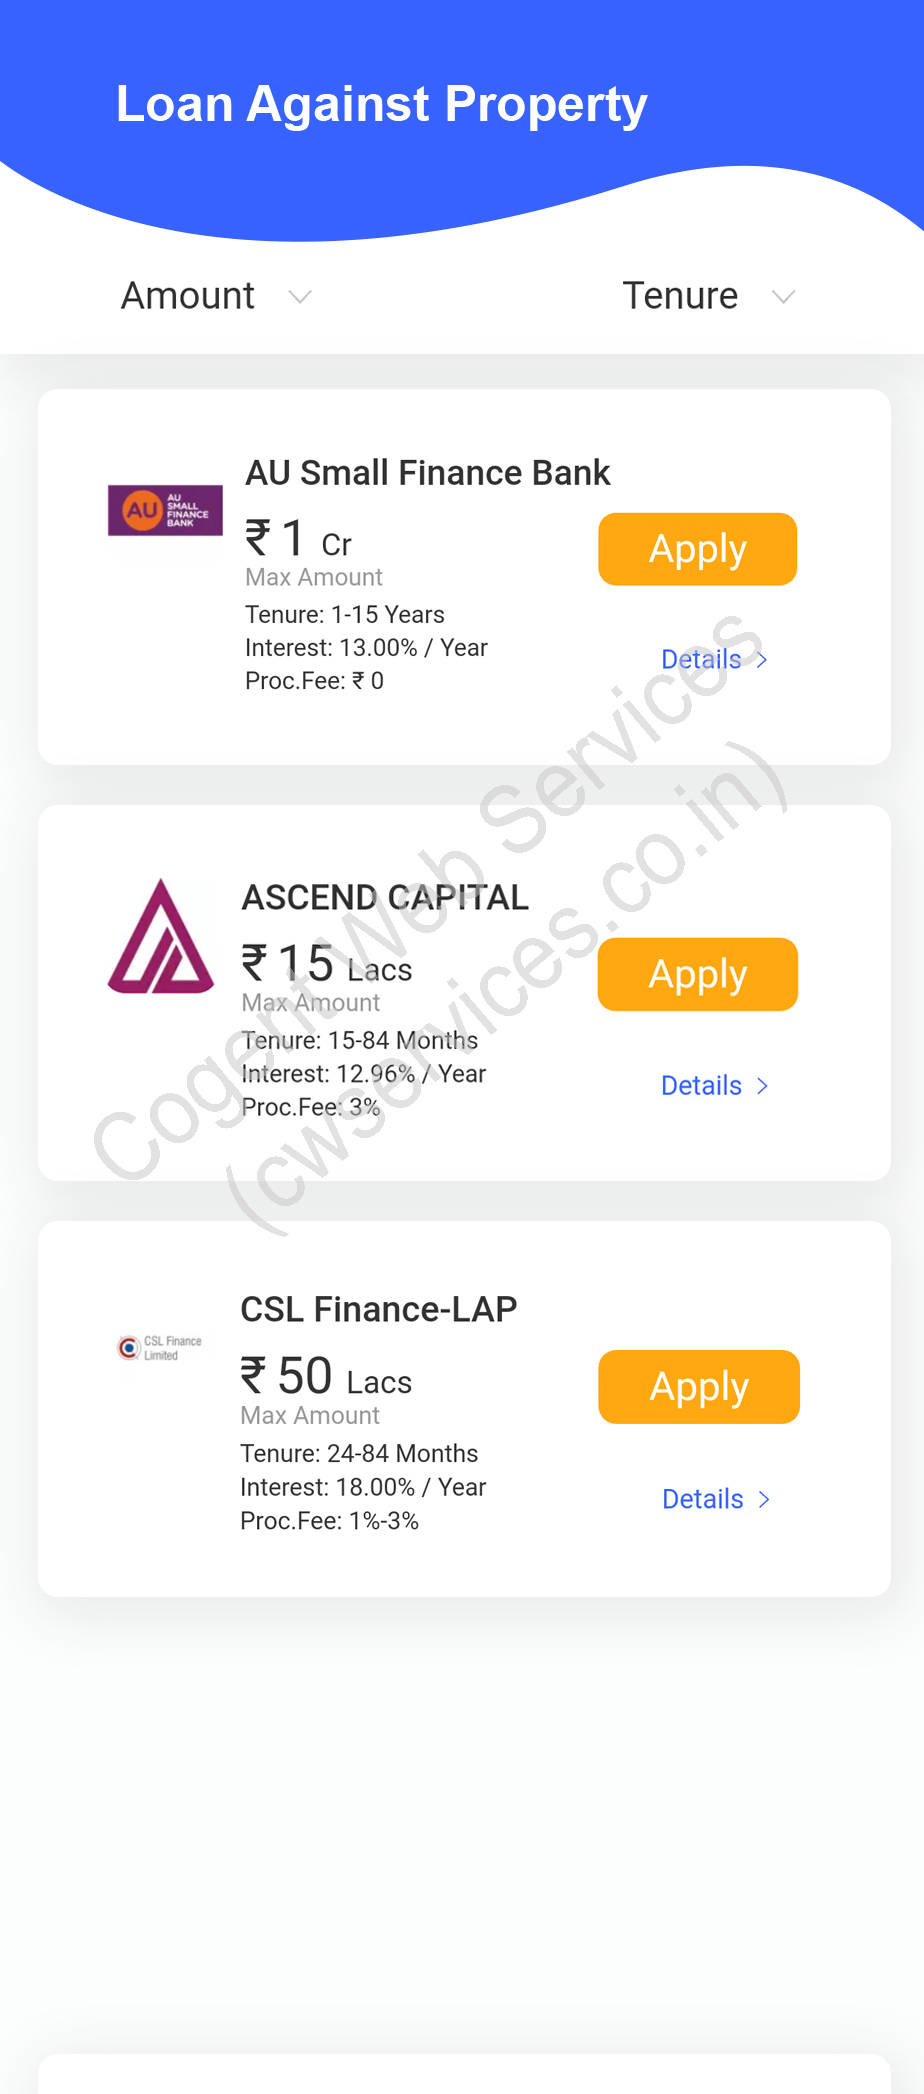 Loan Against Property
Amount
Tenure
AU Small Finance Bank
AU
AU
SMALL
FINANCE
BANK
₹ 1 Cr
Max Amount
Apply
Tenure: 1-15 Years
Interest: 13.00% / Year
Details
Proc.Fee: ₹ 0
Cogent Web Services
(cwservices.co.in)
ASCEND CAPITAL
₹ 15 Lacs
Max Amount
Apply
Tenure: 15-84 Months
Interest: 12.96% / Year
Details
Proc.Fee: 3%
CSL Finance-LAP
CSL Finance
Limited
₹ 50 Lacs
Max Amount
Apply
Tenure: 24-84 Months
Interest: 18.00% / Year
Details
Proc.Fee: 1%-3%